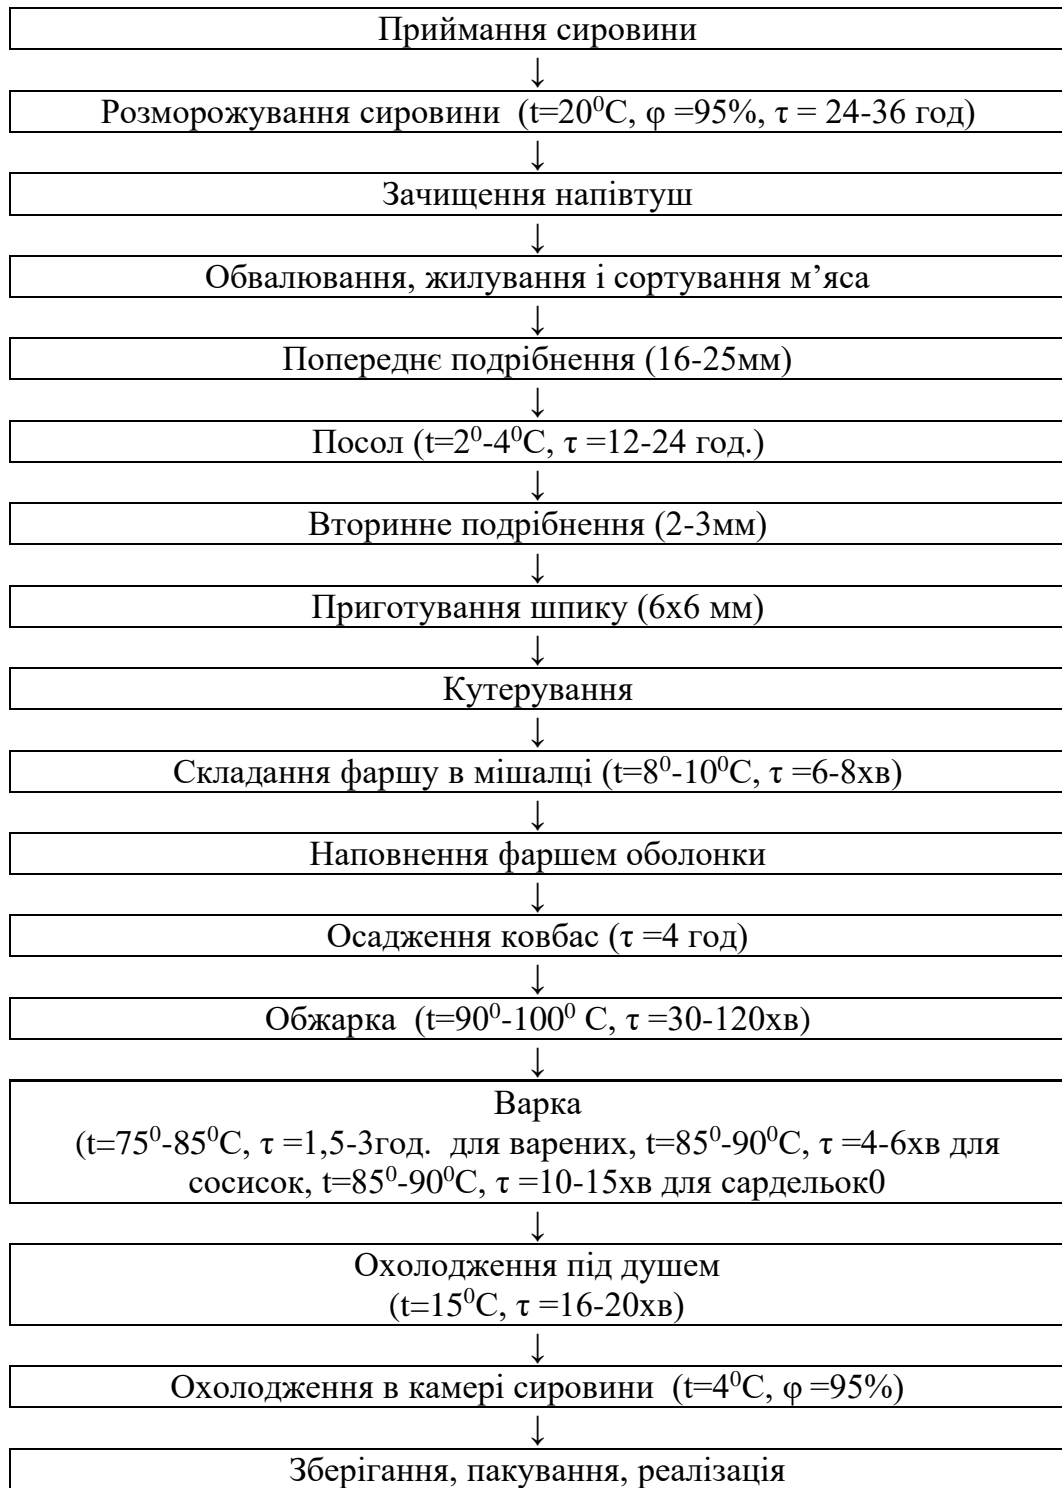 Приймання сировини
↓
Розморожування сировини (t=20⁰С, φ =95%, τ = 24-36 год)
↓
Зачищення напівтуш
↓
Обвалювання, жилування і сортування м’яса
↓
Попереднє подрібнення (16-25мм)
↓
Посол (t=2⁰-4⁰С, τ =12-24 год.)
↓
Вторинне подрібнення (2-3мм)
↓
Приготування шпику (6х6 мм)
↓
Кутерування
↓
Складання фаршу в мішалці (t=8⁰-10⁰С, τ =6-8хв)
↓
Наповнення фаршем оболонки
↓
Осадження ковбас (τ =4 год)
↓
Обжарка (t=90⁰-100⁰ С, τ =30-120хв)
↓
Варка
(t=75⁰-85⁰С, τ =1,5-3год. для варених, t=85⁰-90⁰С, τ =4-6хв для
сосисок, t=85⁰-90⁰С, τ =10-15хв для сардельок0
↓
Охолодження під душем
(t=15⁰С, τ =16-20хв)
↓
Охолодження в камері сировини (t=4⁰С, φ =95%)
↓
Зберігання, пакування, реалізація